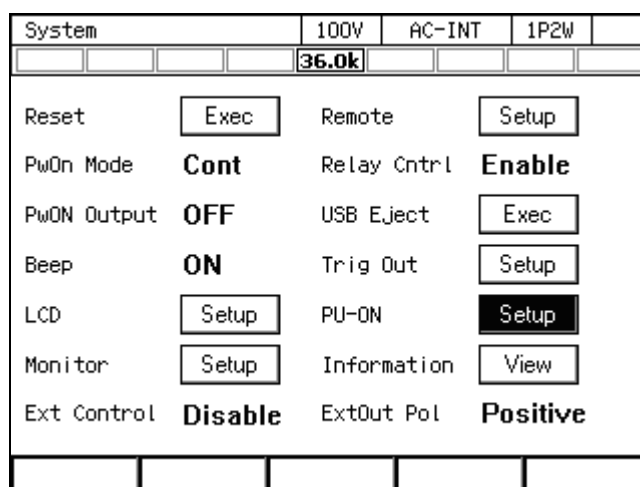 System 100V AC-INT 1P2W
36.0k
Reset Exec Remote Setup
PwOn Mode Cont Relay Cntrl Enable
PwON Output OFF USB Eject Exec
Beep ON Trig Out Setup
LCD Setup PU-ON Setup
Monitor Setup Information View
Ext Control Disable ExtOut Pol Positive